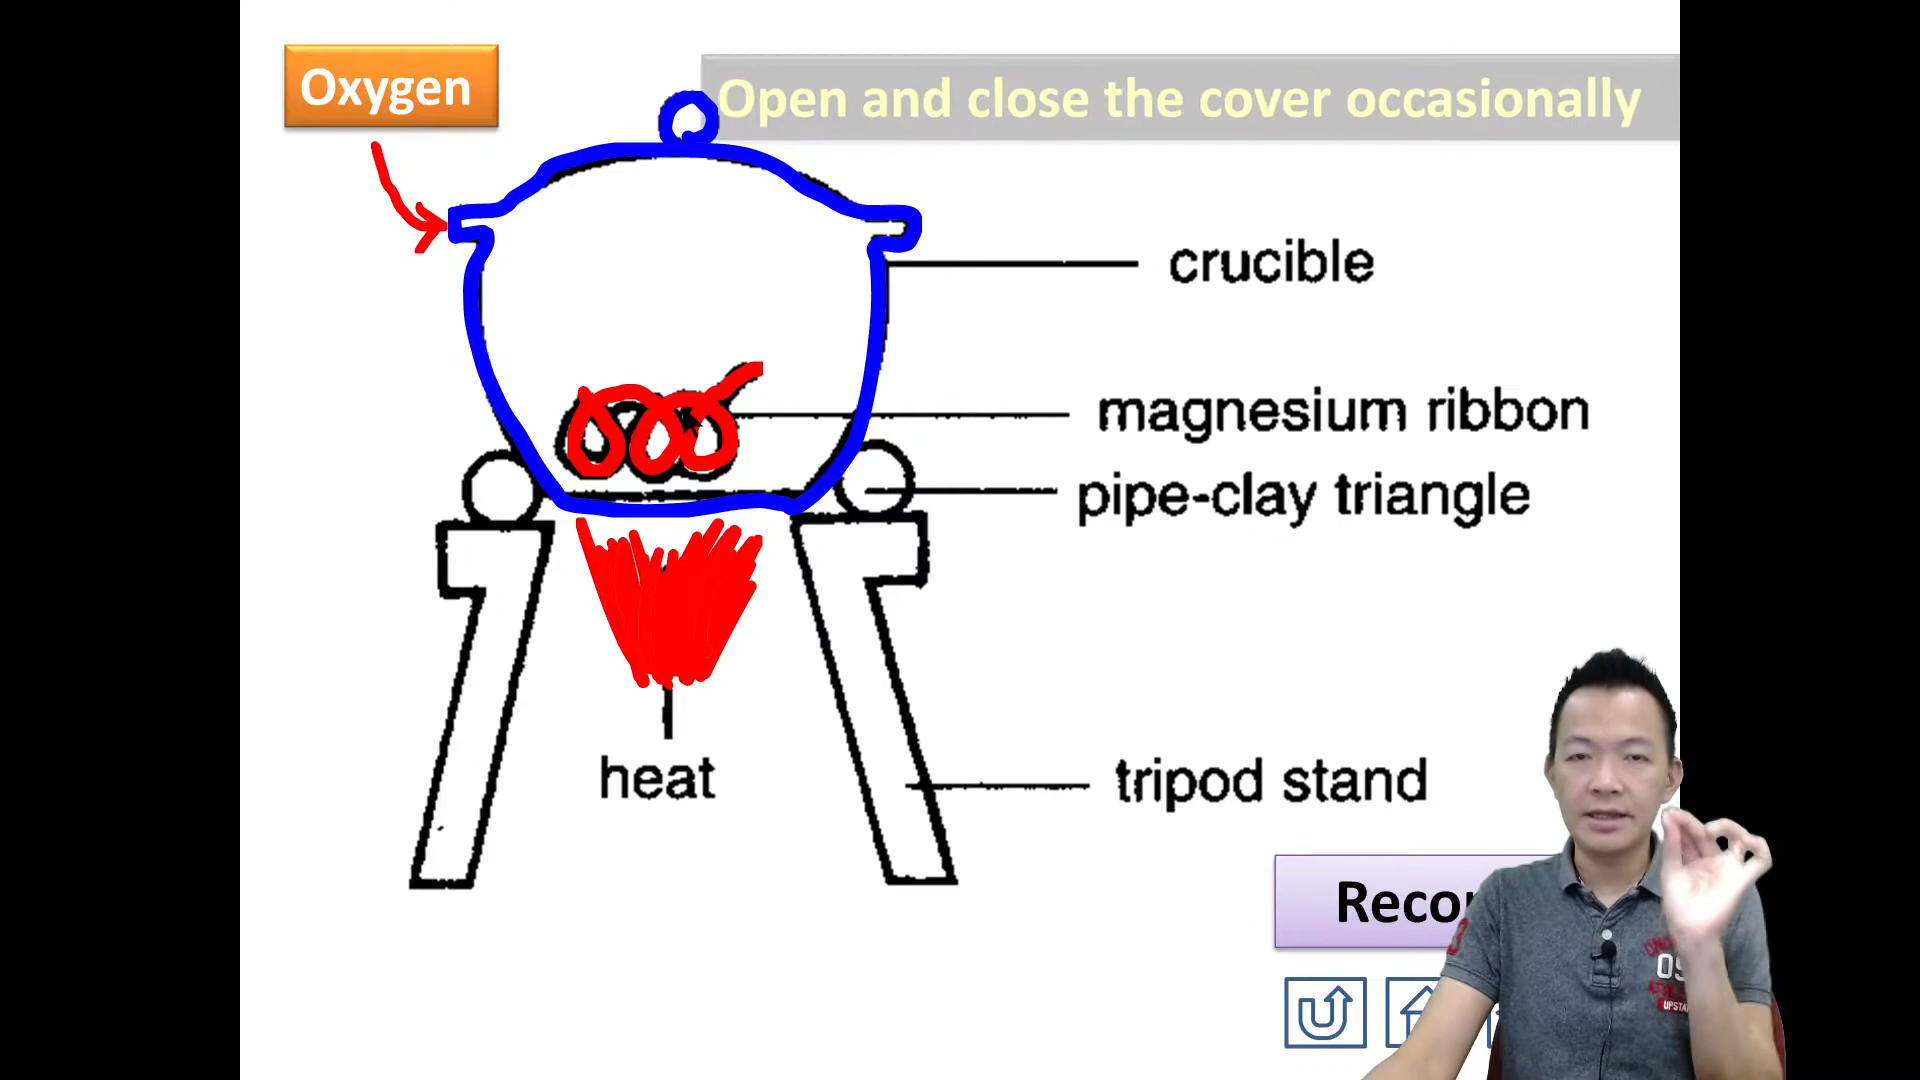 Oxygen
Open and close the cover occasionally
crucible
magnesium ribbon
pipe-clay triangle
heat
tripod stand